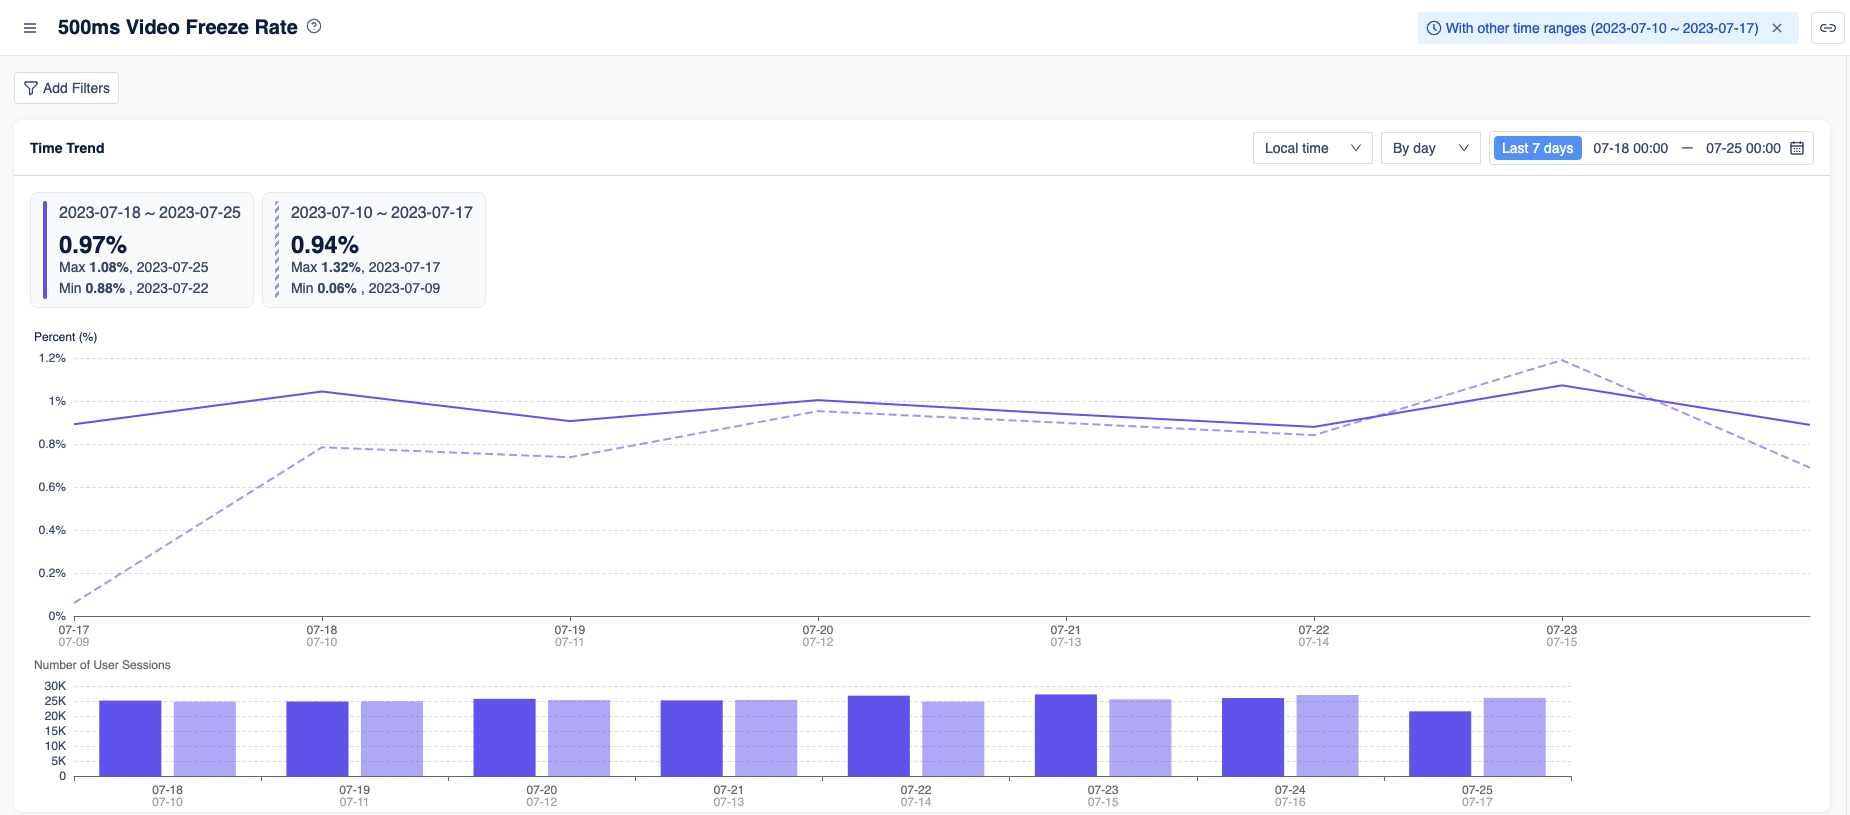 500ms Video Freeze Rate
With other time ranges (2023-07-10 ~ 2023-07-17)
Add Filters
Time Trend
Local time
By day
Last 7 days 07-18 00:00 — 07-25 00:00
2023-07-18 ~ 2023-07-25
0.97%
Max 1.08%, 2023-07-25
Min 0.88% , 2023-07-22
2023-07-10 ~ 2023-07-17
0.94%
Max 1.32%, 2023-07-17
Min 0.06% , 2023-07-09
Percent (%)
1.2%
1%
0.8%
0.6%
0.4%
0.2%
0%
07-17 07-18 07-19 07-20 07-21 07-22 07-23
07-09 07-10 07-11 07-12 07-13 07-14 07-15
Number of User Sessions
30K
25K
20K
15K
10K
5K
0
07-18 07-19 07-20 07-21 07-22 07-23 07-24 07-25
07-10 07-11 07-12 07-13 07-14 07-15 07-16 07-17